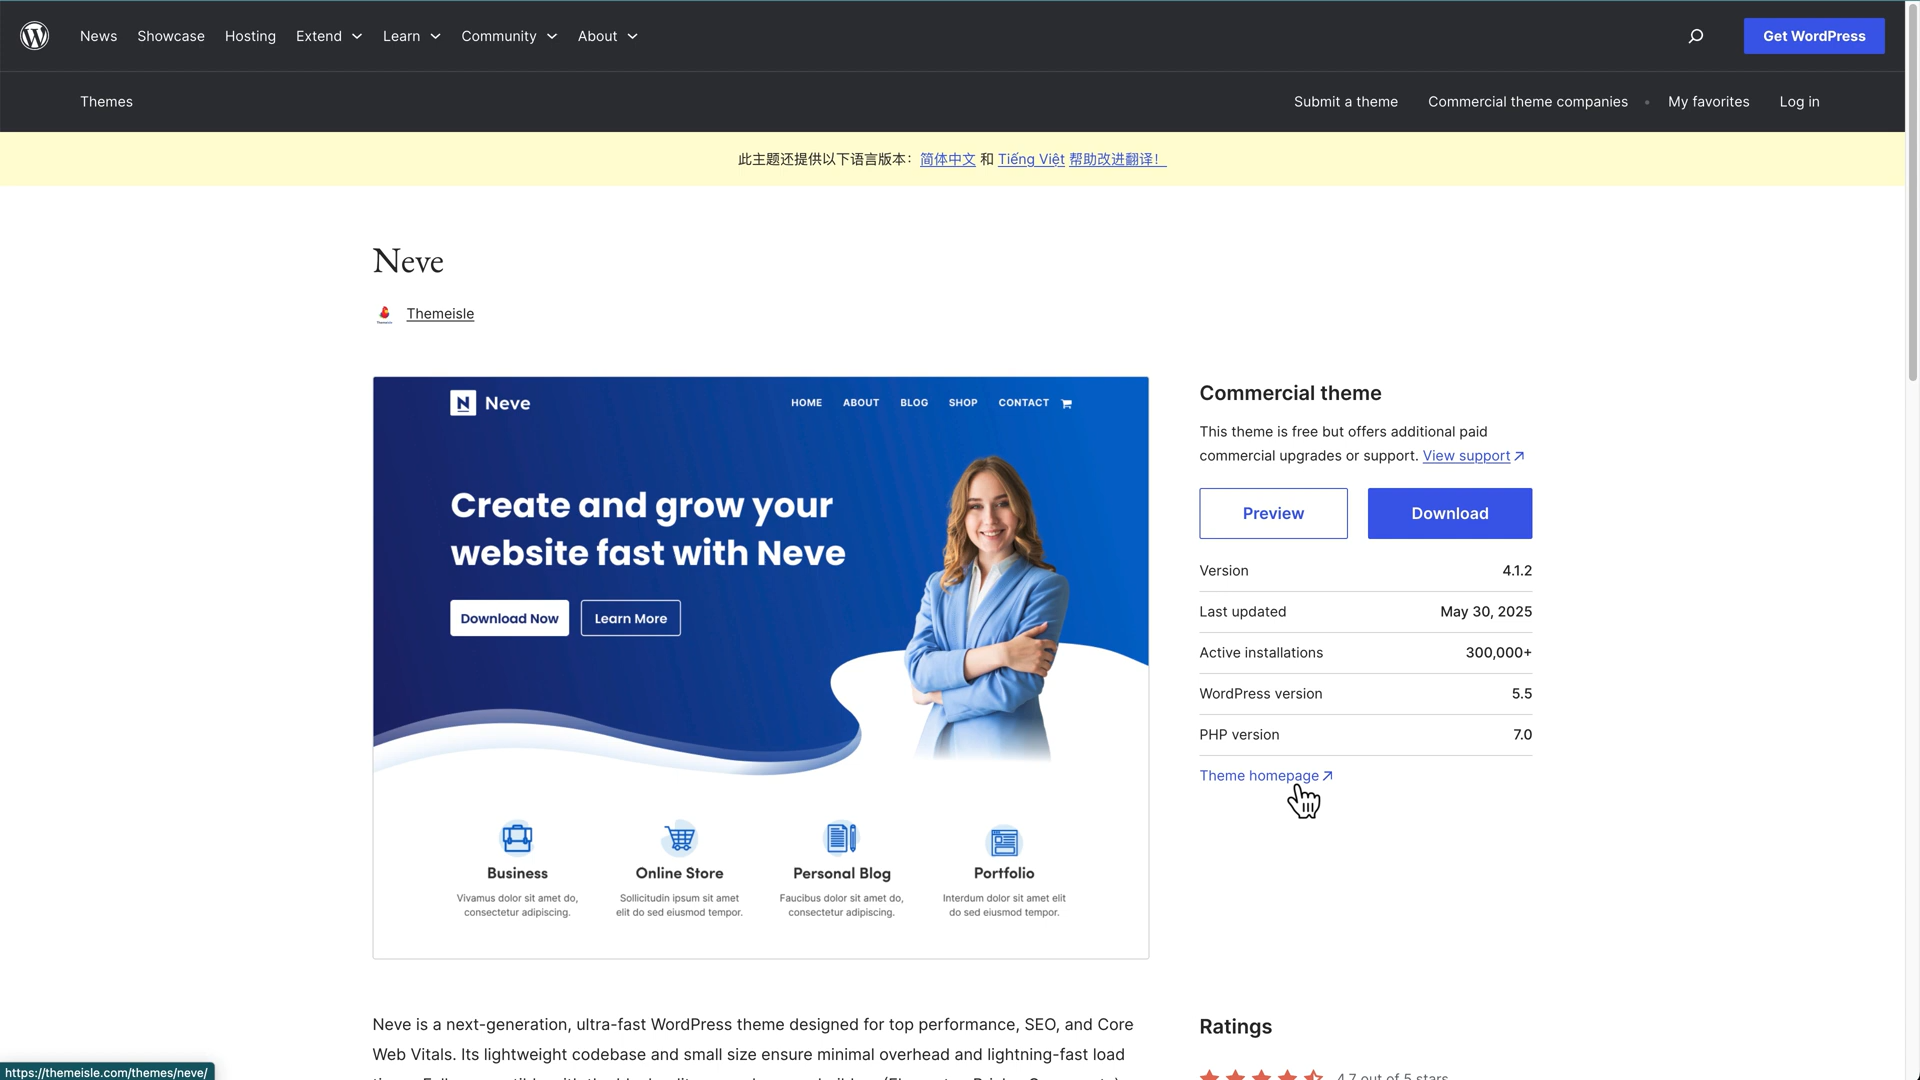 News Showcase Hosting Extend Learn Community About Get WordPress
Themes Submit a theme Commercial theme companies • My favorites Log in
此主题还提供以下语言版本：简体中文 和 Tiếng Việt 帮助改进翻译！
Neve
Themeisle
N Neve HOME ABOUT BLOG SHOP CONTACT
Create and grow your
website fast with Neve
Download Now Learn More
Business Online Store Personal Blog Portfolio
Vivamus dolor sit amet do, Sollicitudin ipsum sit amet Faucibus dolor sit amet do, Interdum dolor sit amet elit
consectetur adipiscing. elit do sed eiusmod tempor. consectetur adipiscing. do sed eiusmod tempor.
Commercial theme
This theme is free but offers additional paid
commercial upgrades or support. View support
Preview Download
Version 4.1.2
Last updated May 30, 2025
Active installations 300,000+
WordPress version 5.5
PHP version 7.0
Theme homepage
Neve is a next-generation, ultra-fast WordPress theme designed for top performance, SEO, and Core
Web Vitals. Its lightweight codebase and small size ensure minimal overhead and lightning-fast load
Ratings
4.7 out of 5 stars
https://themeisle.com/themes/neve/